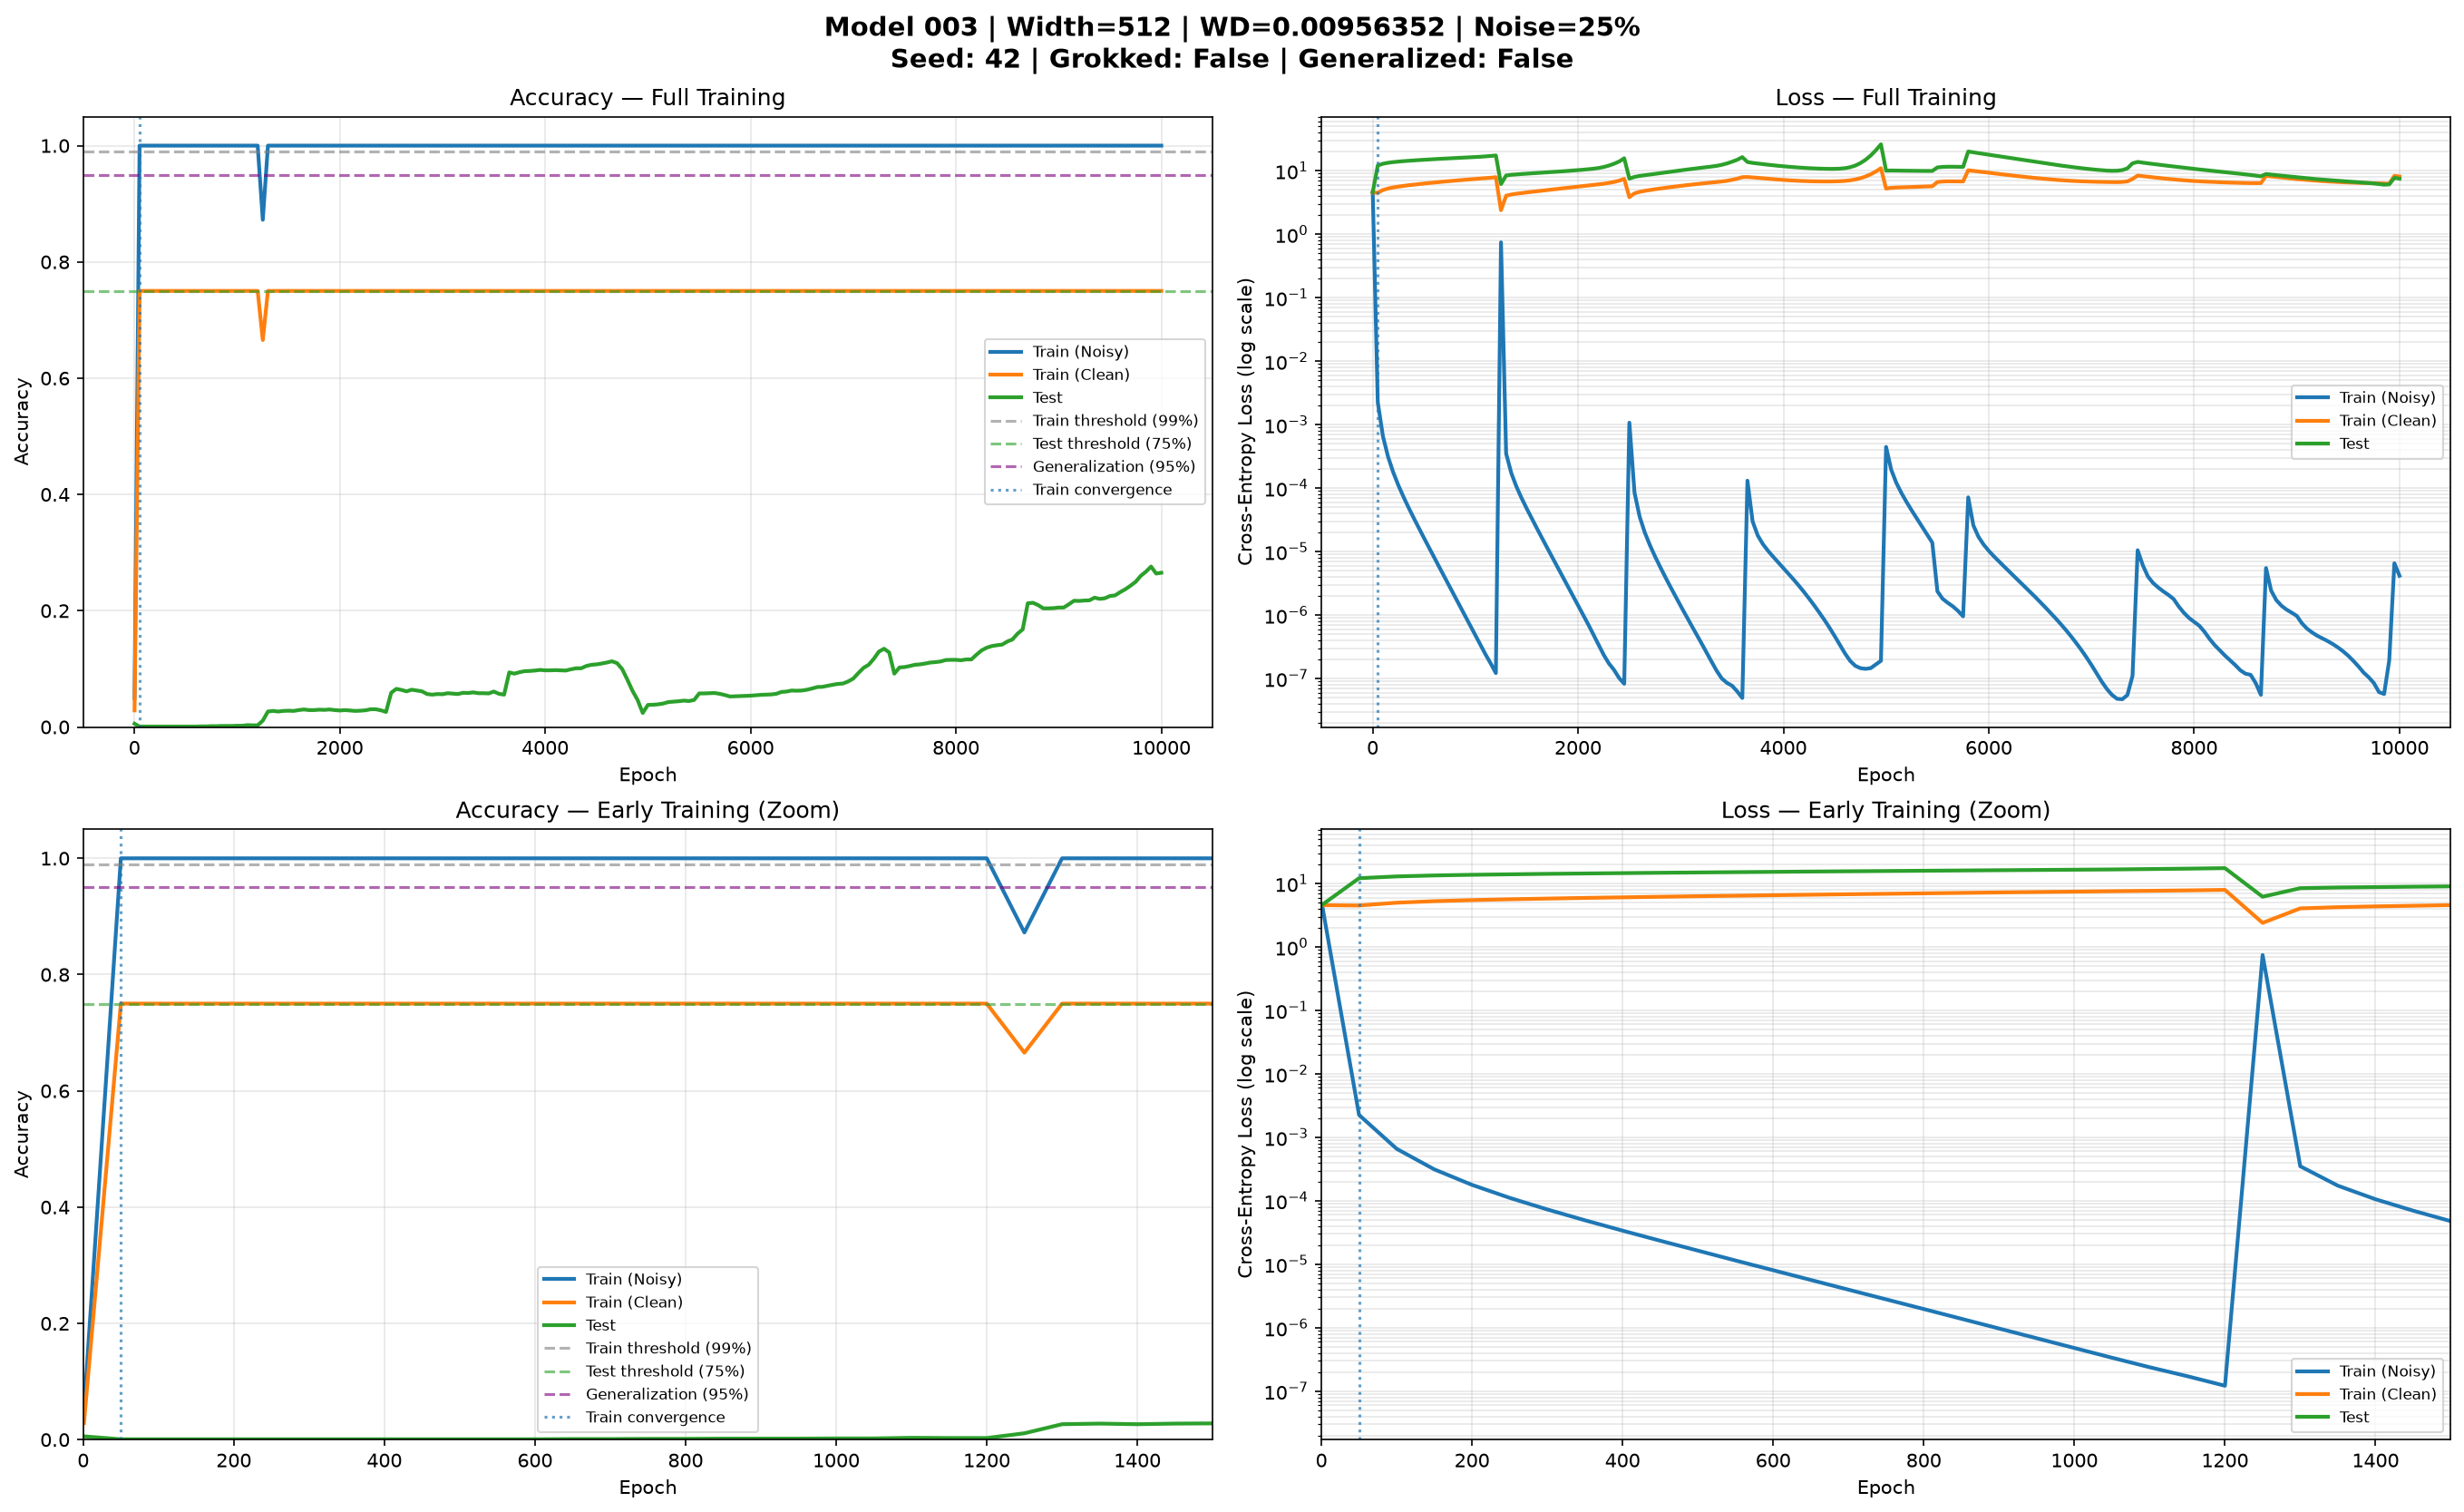 Model 003 | Width=512 | WD=0.00956352 | Noise=25%
Seed: 42 | Grokked: False | Generalized: False
Accuracy — Full Training
1.0
0.8
0.6
0.4
0.2
0.0
Accuracy
0 2000 4000 6000 8000 10000
Epoch
Train (Noisy)
Train (Clean)
Test
Train threshold (99%)
Test threshold (75%)
Generalization (95%)
Train convergence
Loss — Full Training
10¹
10⁰
10⁻¹
10⁻²
10⁻³
10⁻⁴
10⁻⁵
10⁻⁶
10⁻⁷
Cross-Entropy Loss (log scale)
0 2000 4000 6000 8000 10000
Epoch
Train (Noisy)
Train (Clean)
Test
Accuracy — Early Training (Zoom)
1.0
0.8
0.6
0.4
0.2
0.0
Accuracy
0 200 400 600 800 1000 1200 1400
Epoch
Train (Noisy)
Train (Clean)
Test
Train threshold (99%)
Test threshold (75%)
Generalization (95%)
Train convergence
Loss — Early Training (Zoom)
10¹
10⁰
10⁻¹
10⁻²
10⁻³
10⁻⁴
10⁻⁵
10⁻⁶
10⁻⁷
Cross-Entropy Loss (log scale)
0 200 400 600 800 1000 1200 1400
Epoch
Train (Noisy)
Train (Clean)
Test